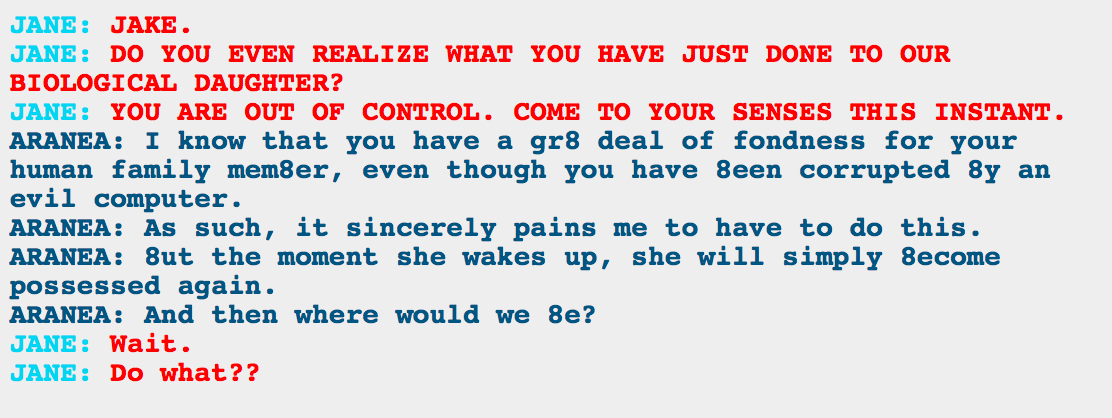 JANE: JAKE.
JANE: DO YOU EVEN REALIZE WHAT YOU HAVE JUST DONE TO OUR
BIOLOGICAL DAUGHTER?
JANE: YOU ARE OUT OF CONTROL. COME TO YOUR SENSES THIS INSTANT.
ARANEA: I know that you have a gr8 deal of fondness for your
human family mem8er, even though you have 8een corrupted 8y an
evil computer.
ARANEA: As such, it sincerely pains me to have to do this.
ARANEA: 8ut the moment she wakes up, she will simply 8ecome
possessed again.
ARANEA: And then where would we 8e?
JANE: Wait.
JANE: Do what??